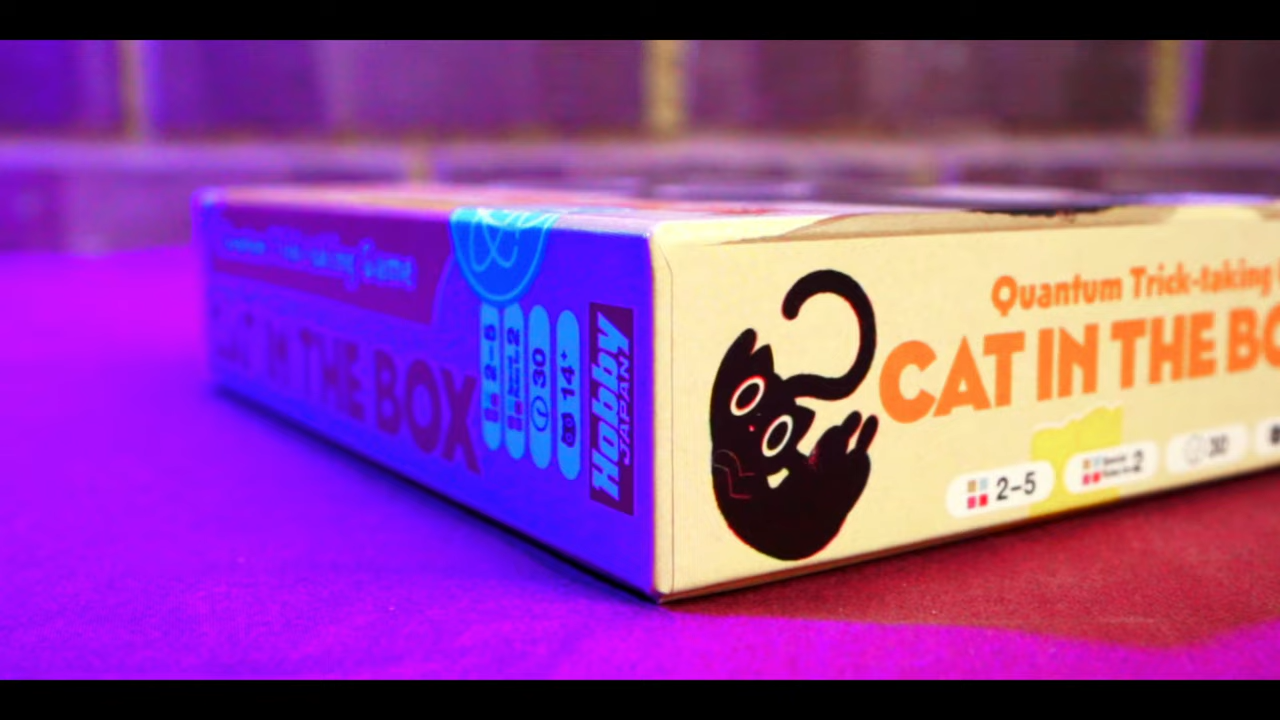 Quantum Trick-taking Game
CAT IN THE BOX
2-5
2
30
14+
Hobby
JAPAN
Quantum Trick-taking
CAT IN THE BO
2-5
2
30